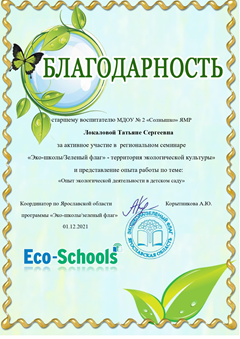 БЛАГОДАРНОСТЬ
старшему воспитателю МДОУ № 2 «Солнышко» ЯМР
Локаловой Татьяне Сергеевне
за активное участие в региональном семинаре
«Эко-школы/Зеленый флаг» - территория экологической культуры»
и представление опыта работы по теме:
«Опыт экологической деятельности в детском саду»
Координатор по Ярославской области Корытникова А.Ю.
программы «Эко-школы/зеленый флаг»
01.12.2021
Eco-Schools
ЯРОСЛАВСКАЯ ОБЛАСТЬ